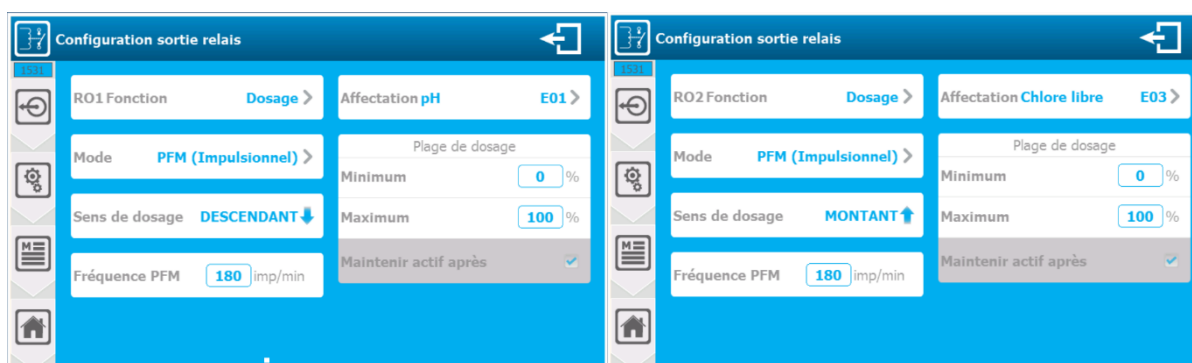 Configuration sortie relais
1531
RO1 Fonction Dosage
Affectation pH E01
Mode PFM (Impulsionnel)
Plage de dosage
Minimum 0 %
Sens de dosage DESCENDANT
Maximum 100 %
Maintenir actif après
Fréquence PFM 180 imp/min
Configuration sortie relais
1531
RO2 Fonction Dosage
Affectation Chlore libre E03
Mode PFM (Impulsionnel)
Plage de dosage
Minimum 0 %
Sens de dosage MONTANT
Maximum 100 %
Maintenir actif après
Fréquence PFM 180 imp/min